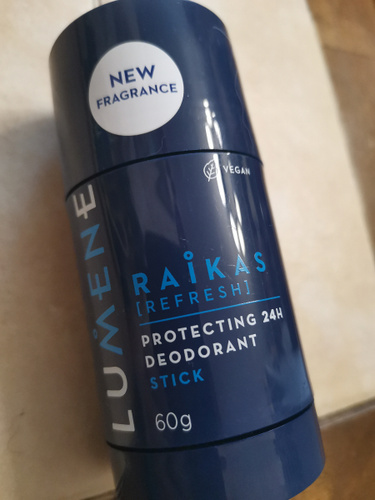 NEW
FRAGRANCE
VEGAN
LUMENE
RAIKAS
[REFRESH]
PROTECTING 24H
DEODORANT
STICK
60g